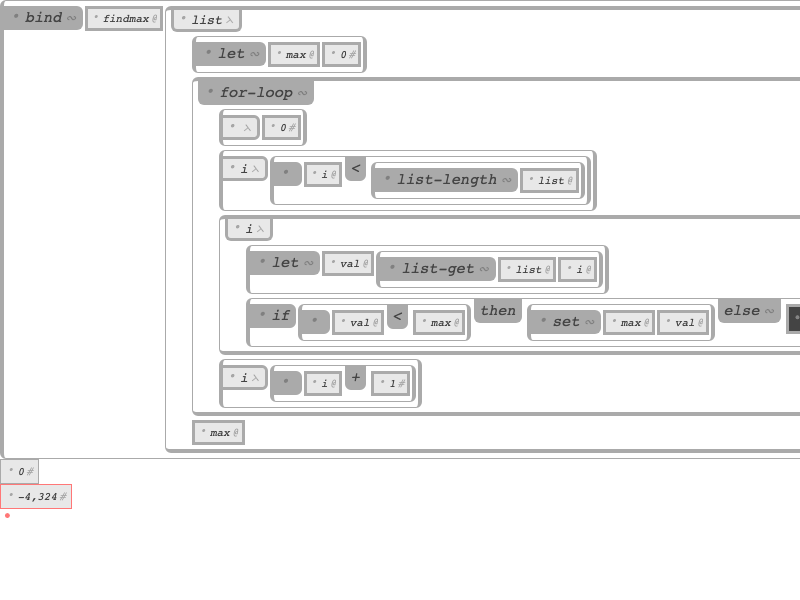 bind ~ findmax @ list λ
let ~ max @ 0 #
for-loop ~
λ 0 #
i λ i @ < list-length ~ list @
i λ
let ~ val @ list-get ~ list @ i @
if val @ < max @ then set ~ max @ val @ else ~
i λ i @ + 1 #
max @
0 #
-4,324 #